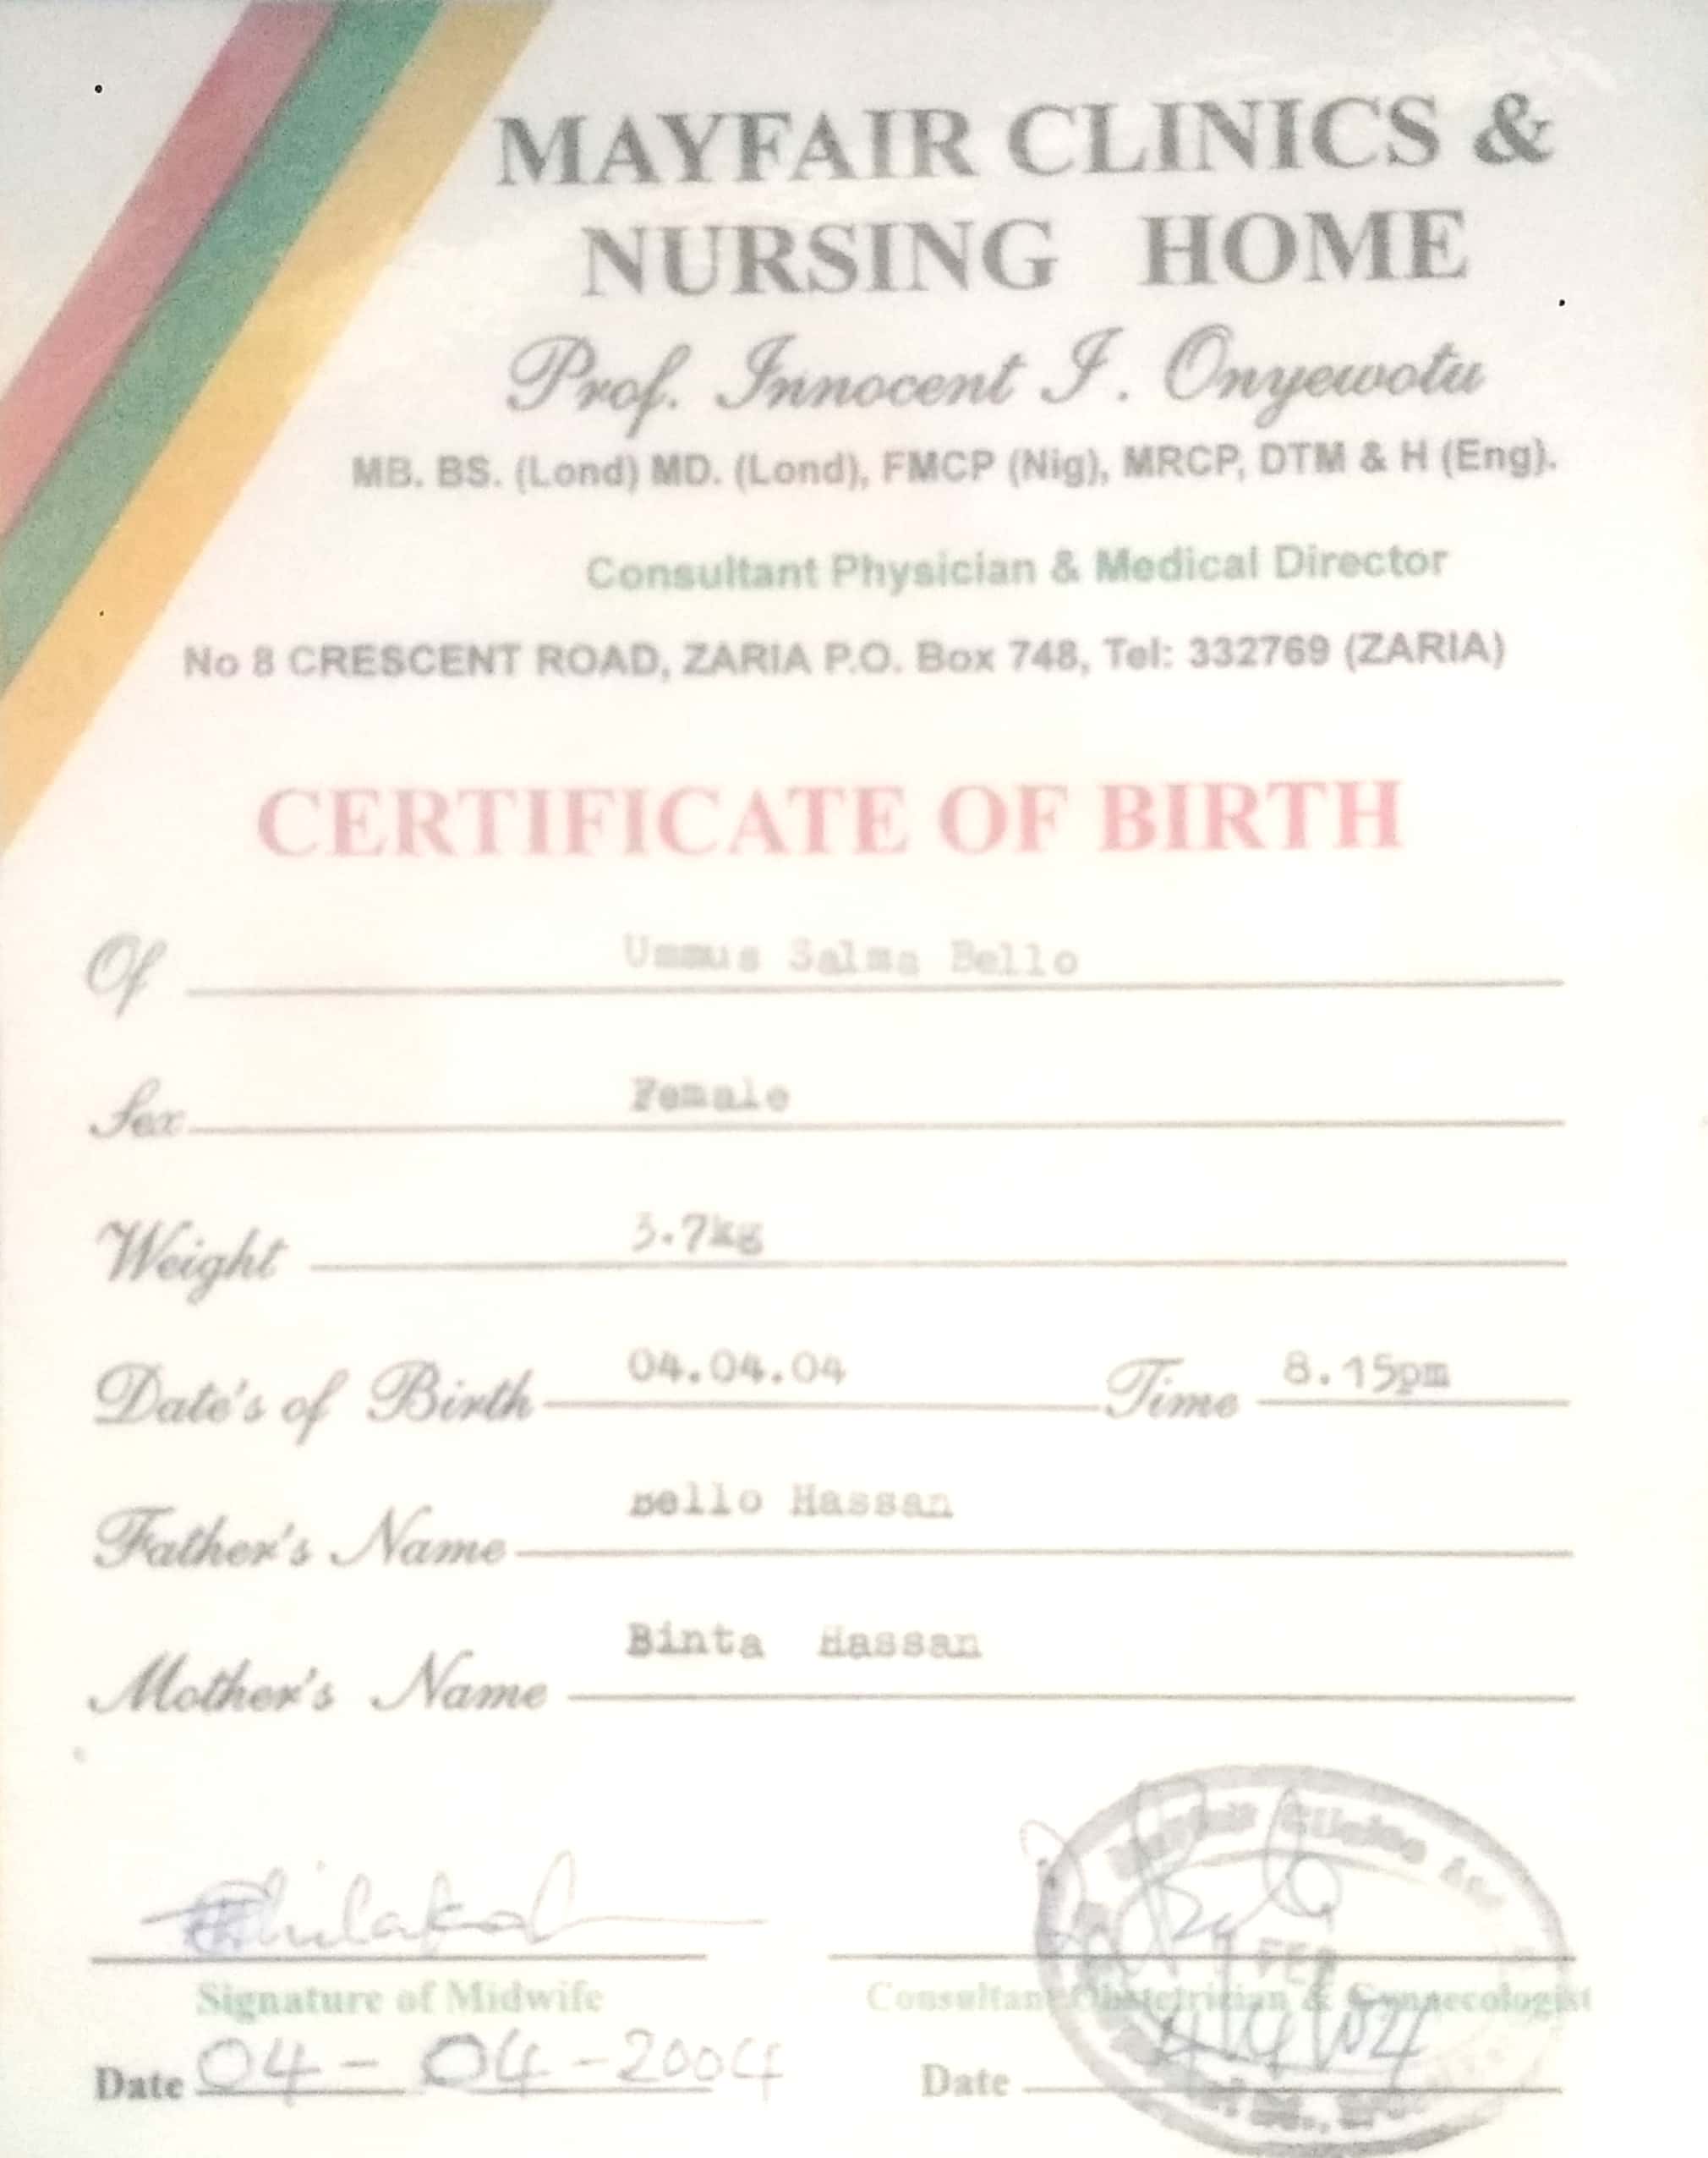 MAYFAIR CLINICS &
NURSING HOME
Prof. Innocent I. Onyewotu
MB. BS. (Lond) MD. (Lond), FMCP (Nig), MRCP, DTM & H (Eng).
Consultant Physician & Medical Director
No 8 CRESCENT ROAD, ZARIA P.O. Box 748, Tel: 332769 (ZARIA)
CERTIFICATE OF BIRTH
Of Ummus Salma Bello
Sex Female
Weight 3.7kg
Date's of Birth 04.04.04 Time 8.15pm
Father's Name Bello Hassan
Mother's Name Binta Hassan
Mayfair Clinics And
Signature of Midwife Consultant Obstetrician & Gynaecologist
Date 04-04-2004 Date 4/4/04